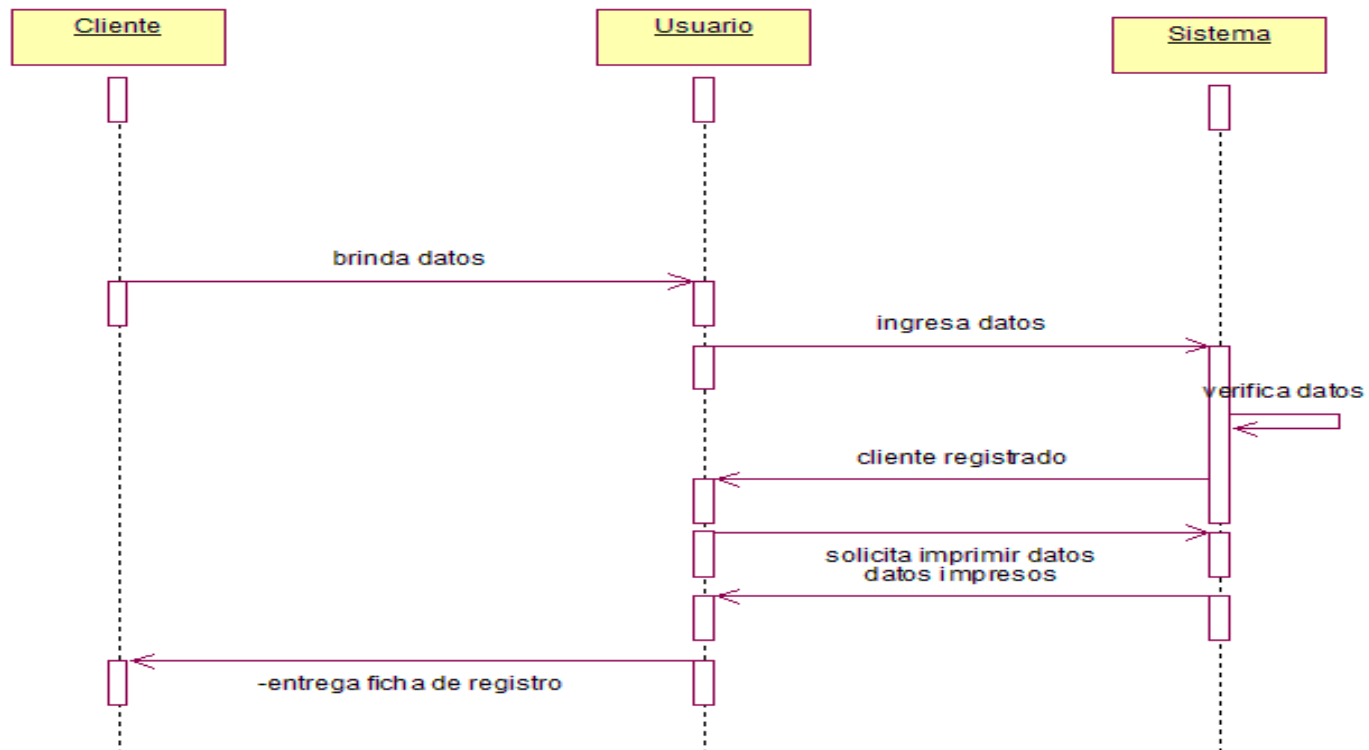 Cliente
Usuario
Sistema
brinda datos
ingresa datos
verifica datos
cliente registrado
solicita imprimir datos
datos impresos
-entrega ficha de registro